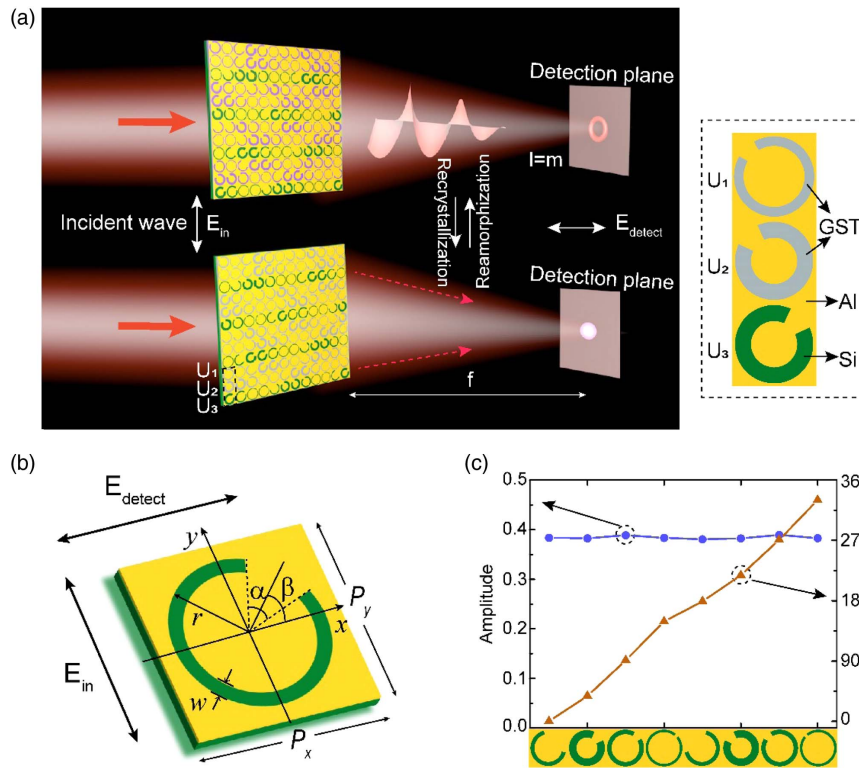 (a)
Detection plane
l=m
Incident wave
E_in
Recrystallization
Reamorphization
E_detect
Detection plane
U₁
U₂
U₃
f
U₁
GST
U₂
Al
U₃
Si
(b)
E_detect
y
α
β
P_y
r
x
E_in
w
P_x
(c)
Amplitude
0.5
0.4
0.3
0.2
0.1
0.0
36
27
18
90
0